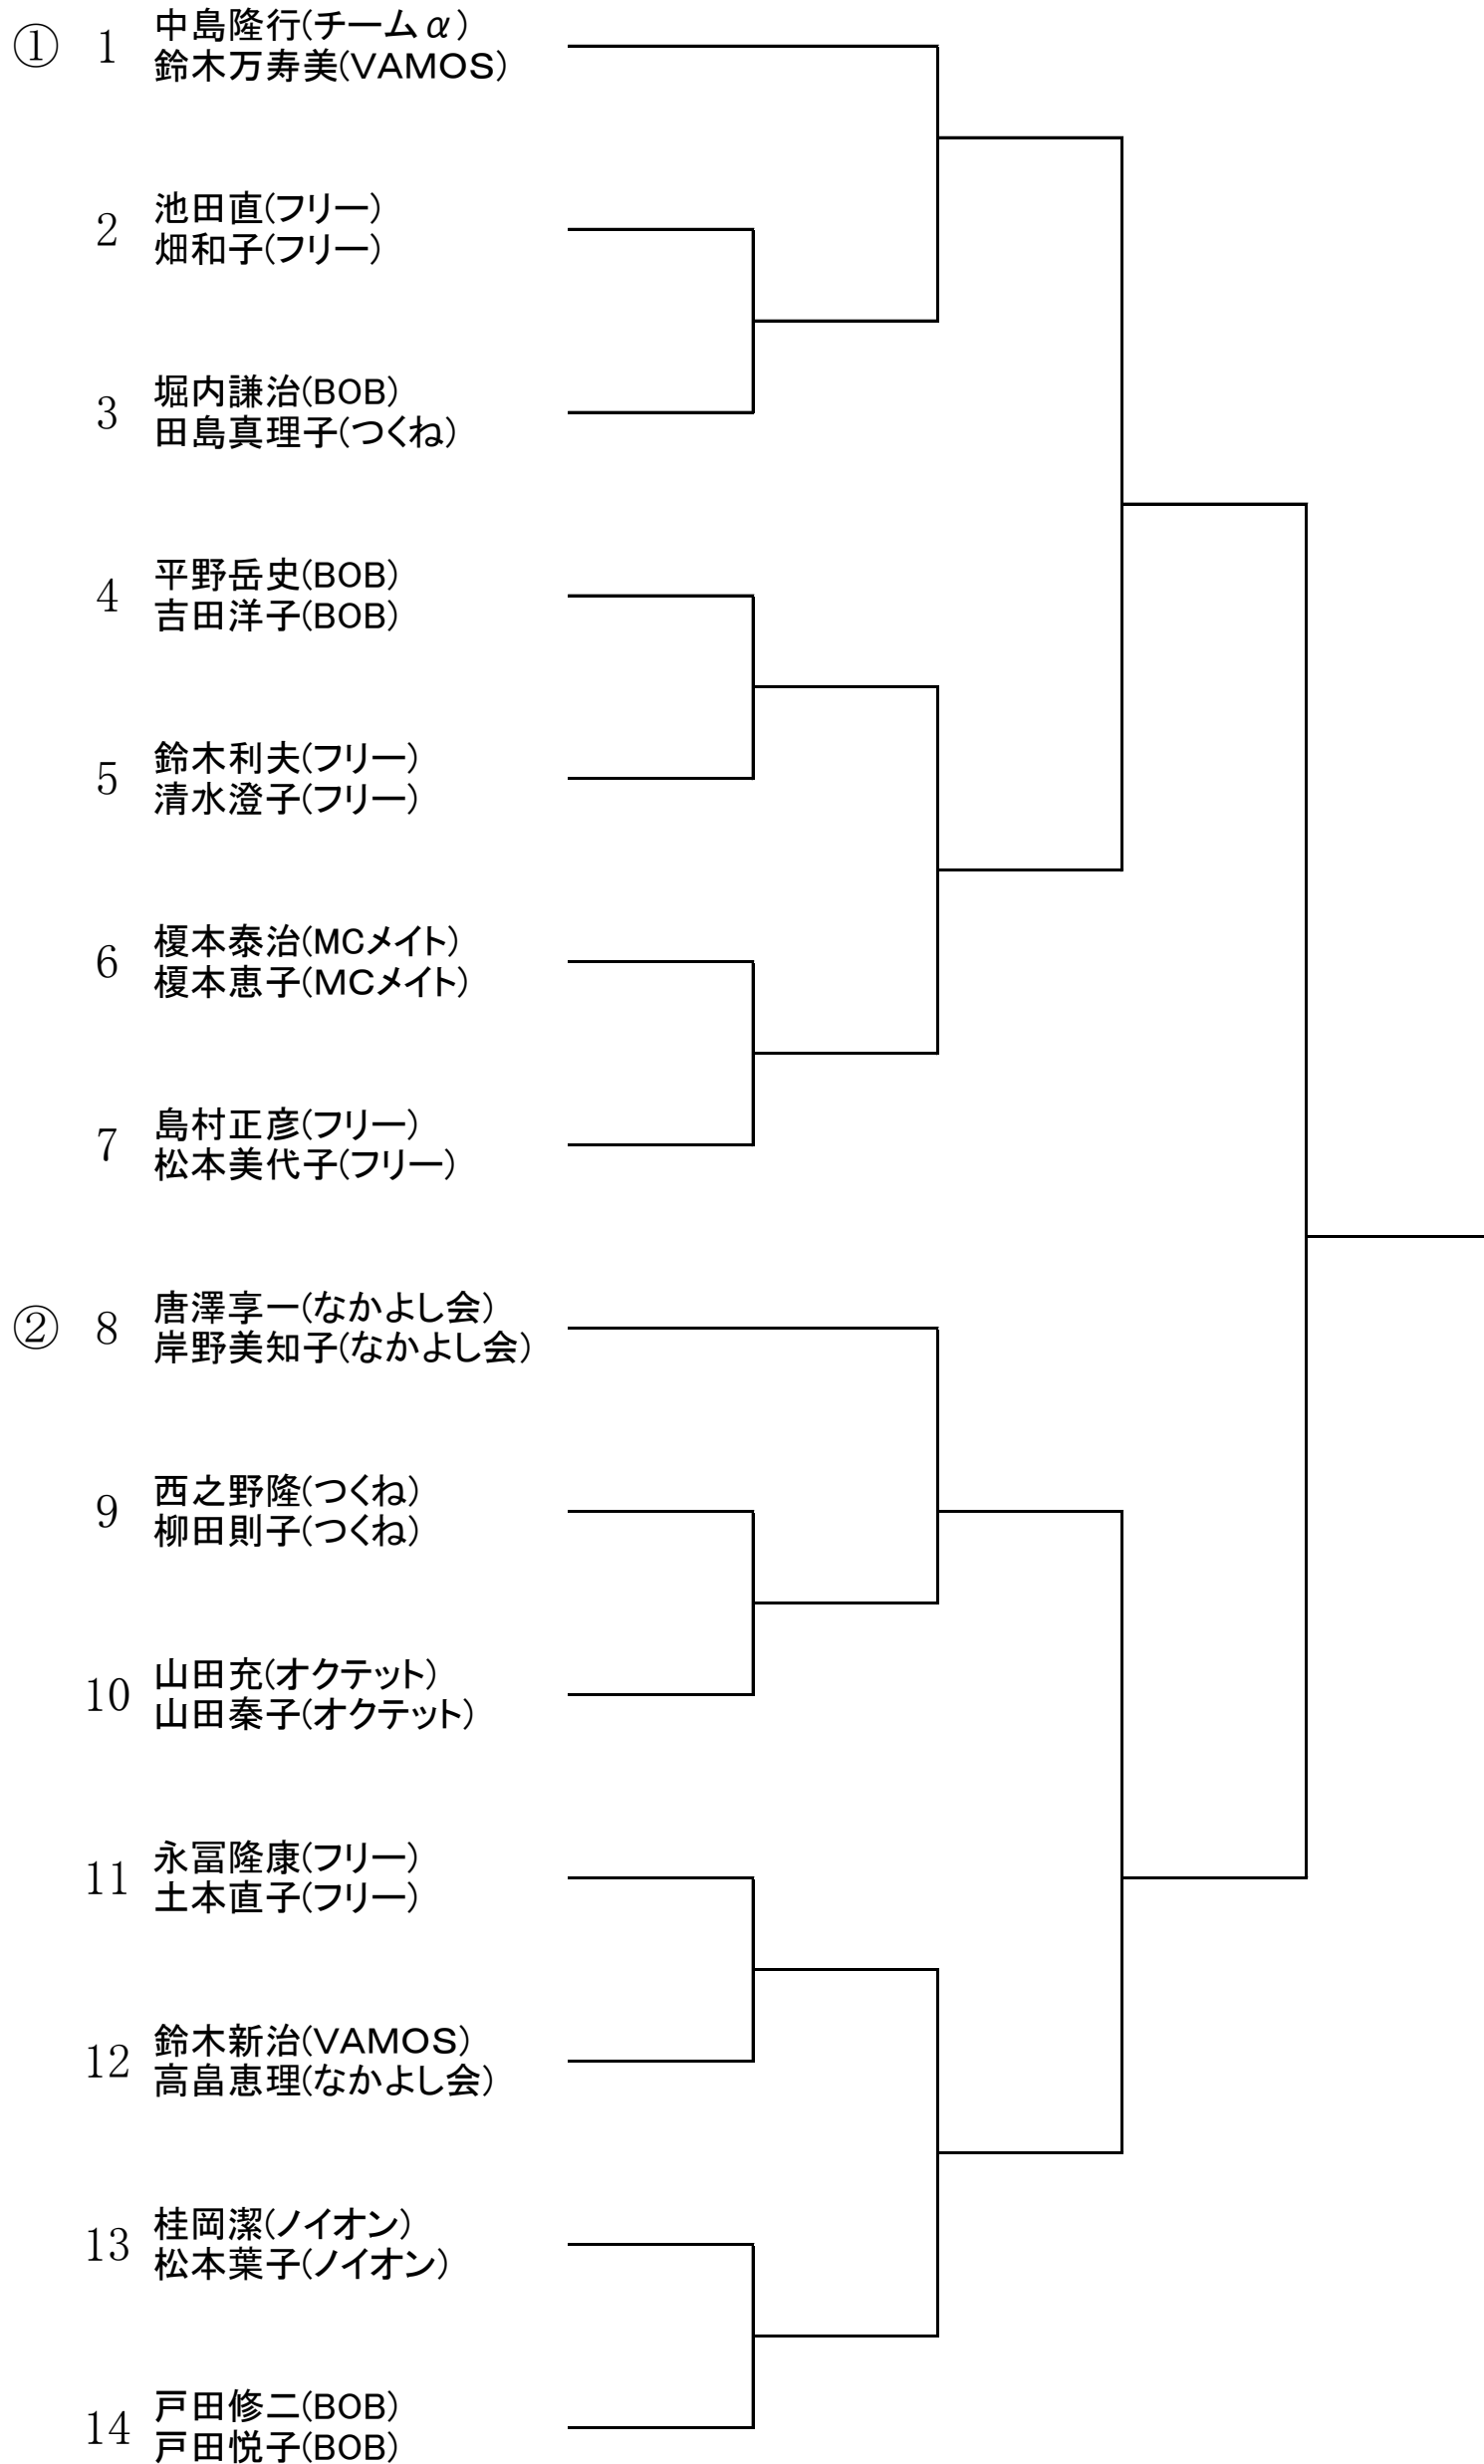 ① 1 中島隆行(チームα)
鈴木万寿美(VAMOS)
2 池田直(フリー)
畑和子(フリー)
3 堀内謙治(BOB)
田島真理子(つくね)
4 平野岳史(BOB)
吉田洋子(BOB)
5 鈴木利夫(フリー)
清水澄子(フリー)
6 榎本泰治(MCメイト)
榎本恵子(MCメイト)
7 島村正彦(フリー)
松本美代子(フリー)
② 8 唐澤享一(なかよし会)
岸野美知子(なかよし会)
9 西之野隆(つくね)
柳田則子(つくね)
10 山田充(オクテット)
山田秦子(オクテット)
11 永冨隆康(フリー)
土本直子(フリー)
12 鈴木新治(VAMOS)
高畠恵理(なかよし会)
13 桂岡潔(ノイオン)
松本葉子(ノイオン)
14 戸田修二(BOB)
戸田悦子(BOB)